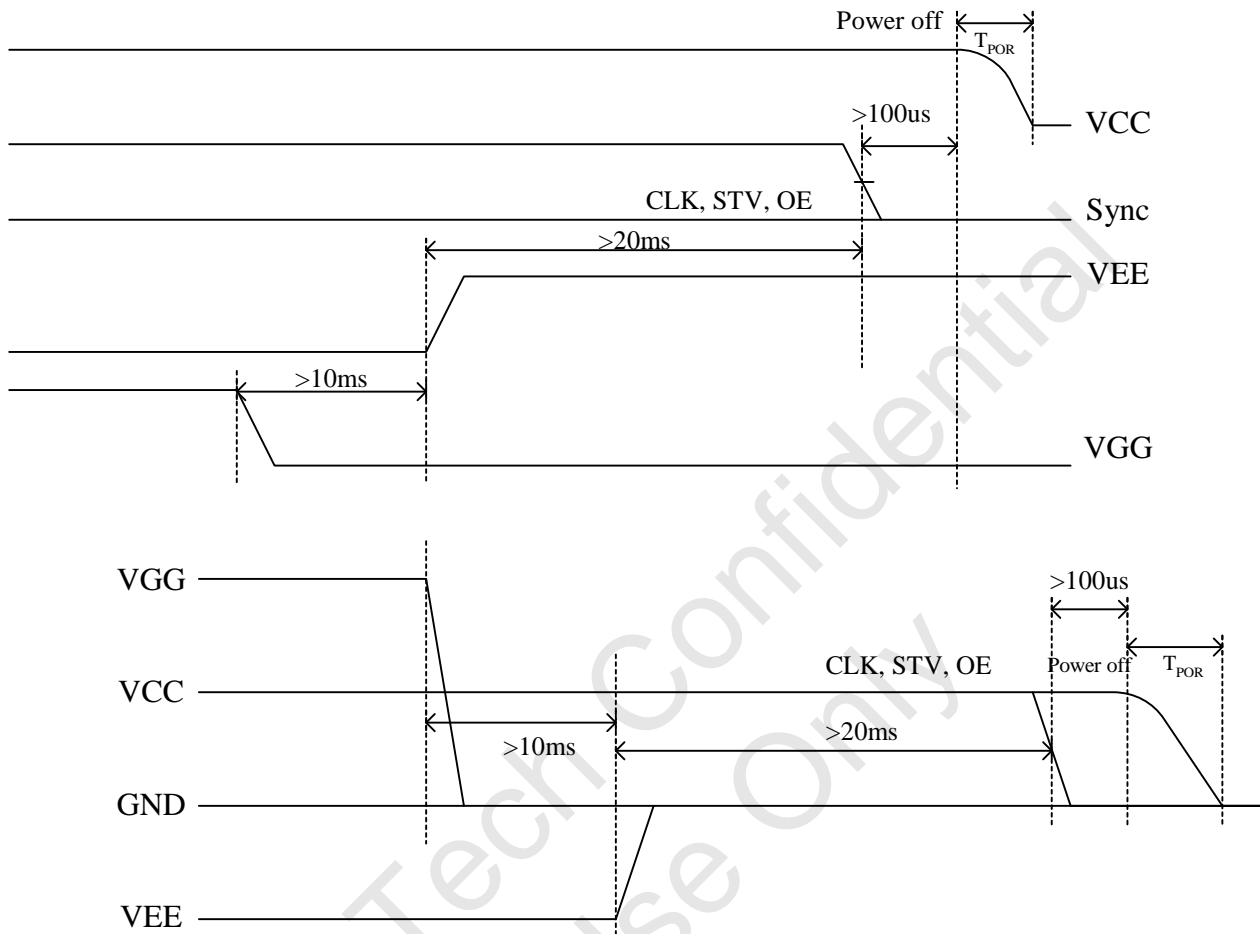 Power off
T_POR
>100us
VCC
CLK, STV, OE
Sync
>20ms
VEE
>10ms
VGG
VGG
>100us
CLK, STV, OE
Power off
T_POR
VCC
>10ms
>20ms
GND
VEE
Tech Confidential
Use Only